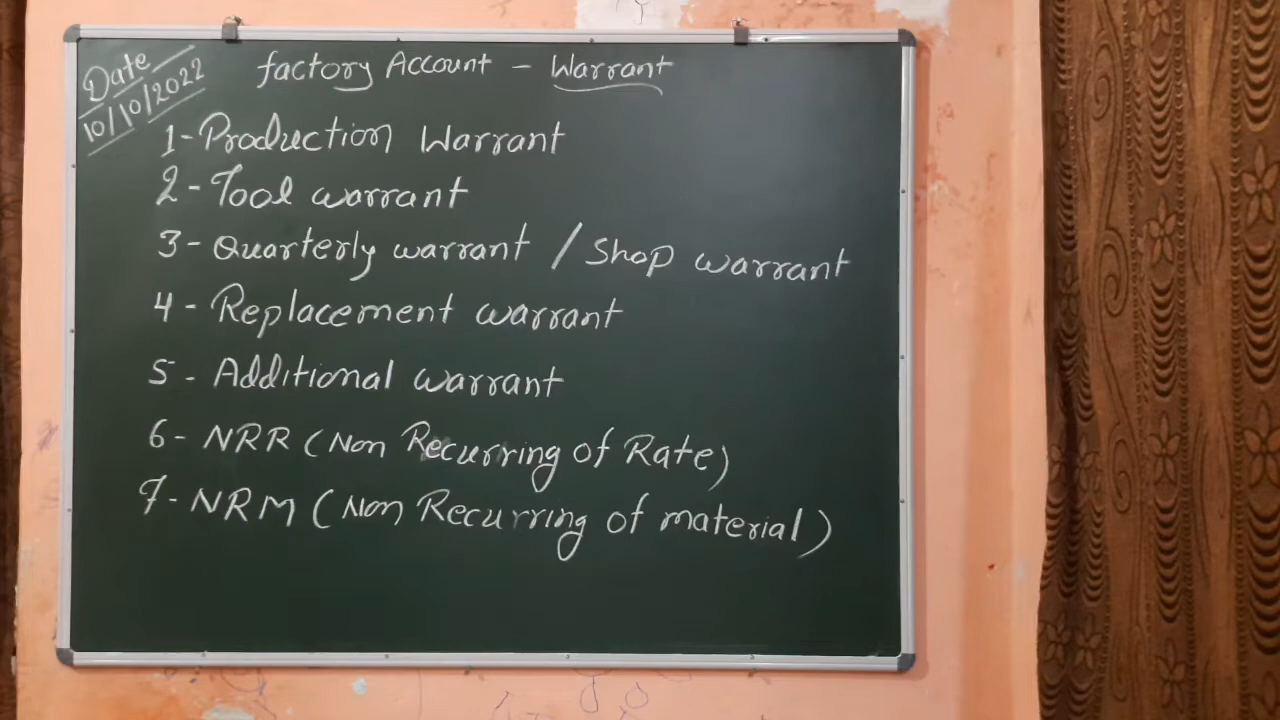 Date
10/10/2022
factory Account - Warrant
1- Production Warrant
2- Tool warrant
3- Quarterly warrant / Shop warrant
4 - Replacement warrant
5 - Additional warrant
6- NRR (Non Recurring of Rate)
7- NRM (Non Recurring of material)